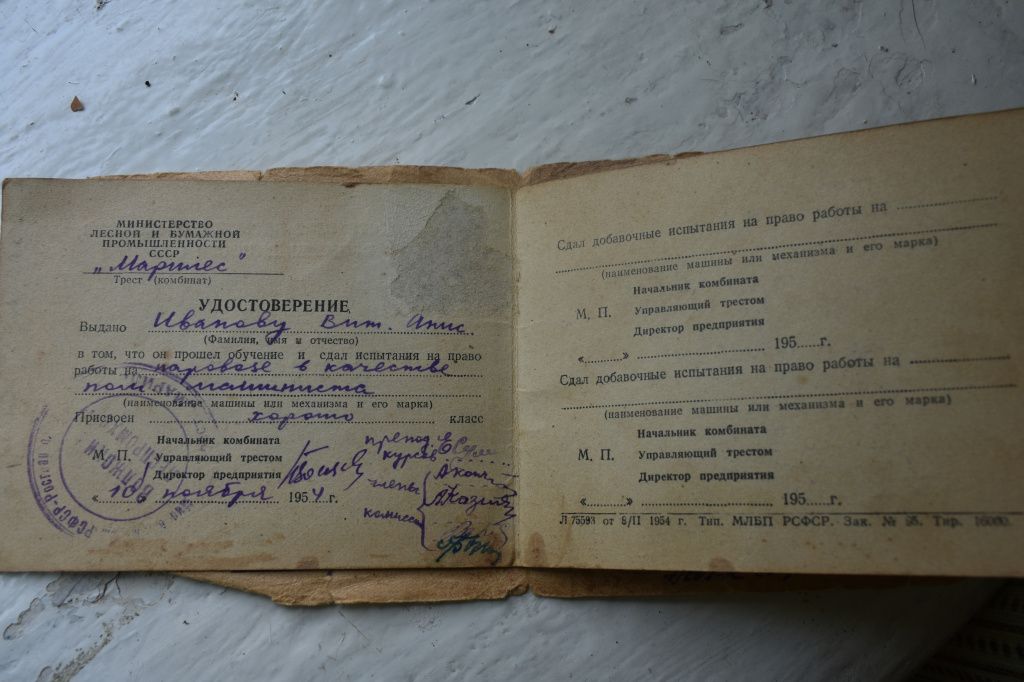 МИНИСТЕРСТВО
ЛЕСНОЙ И БУМАЖНОЙ
ПРОМЫШЛЕННОСТИ
СССР
„Марилес"
Трест (комбинат)
УДОСТОВЕРЕНИЕ
Выдано Иванову Вит. Анис.
(Фамилия, имя и отчество)
в том, что он прошел обучение и сдал испытания на право
работы на паровозе в качестве
пом. машиниста
(наименование машины или механизма и его марка)
Присвоен хорошо класс
Начальник комбината
М. П. Управляющий трестом
Директор предприятия
« 10 » ноября 1954 г.
препод.
курсов
члены
комиссии
РСФСР
Сдал добавочные испытания на право работы на
(наименование машины или механизма и его марка)
Начальник комбината
М. П. Управляющий трестом
Директор предприятия
« » 195 г.
Сдал добавочные испытания на право работы на
(наименование машины или механизма и его марка)
Начальник комбината
М. П. Управляющий трестом
Директор предприятия
« » 195 г.
Л 75593 от 8/II 1954 г. Тип. МЛБП РСФСР. Зак. № 98. Тир. 16000.